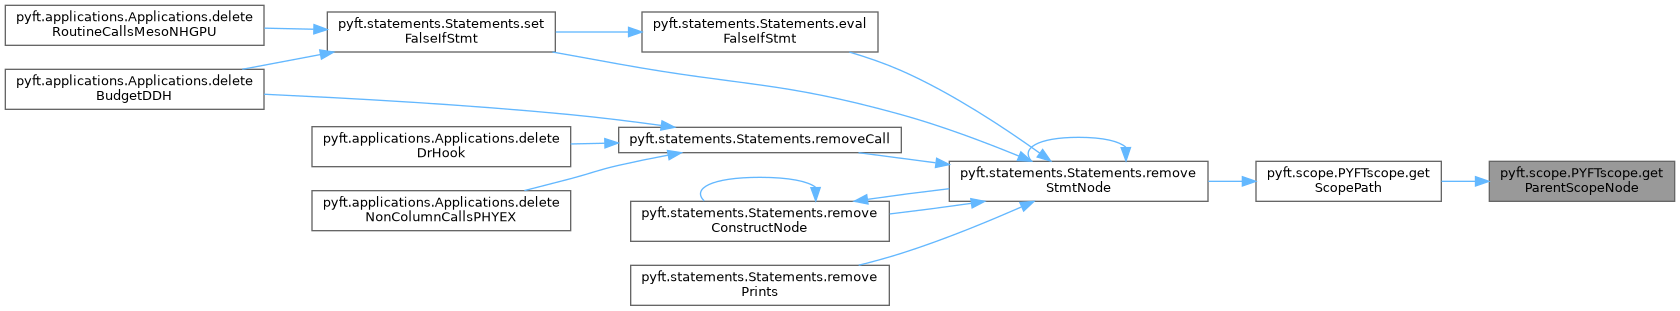 pyft.applications.Applications.delete
RoutineCallsMesoNHGPU
pyft.applications.Applications.delete
BudgetDDH
pyft.statements.Statements.set
FalseIfStmt
pyft.statements.Statements.eval
FalseIfStmt
pyft.applications.Applications.delete
DrHook
pyft.applications.Applications.delete
NonColumnCallsPHYEX
pyft.statements.Statements.removeCall
pyft.statements.Statements.remove
ConstructNode
pyft.statements.Statements.remove
Prints
pyft.statements.Statements.remove
StmtNode
pyft.scope.PYFTscope.get
ScopePath
pyft.scope.PYFTscope.get
ParentScopeNode